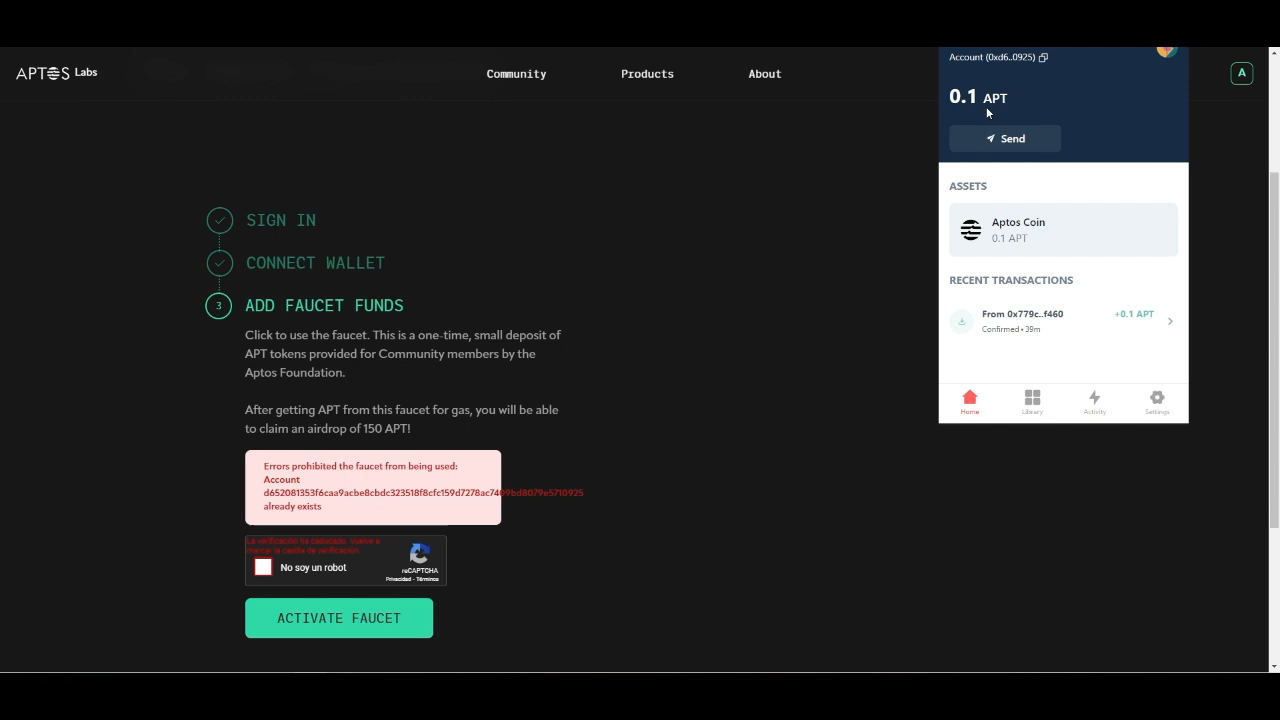 APTOS Labs
Community
Products
About
A
Account (0xd6..0925)
0.1 APT
Send
ASSETS
Aptos Coin
0.1 APT
RECENT TRANSACTIONS
From 0x779c..f460
+0.1 APT
Confirmed • 39m
Home
Library
Activity
Settings
SIGN IN
CONNECT WALLET
3
ADD FAUCET FUNDS
Click to use the faucet. This is a one-time, small deposit of
APT tokens provided for Community members by the
Aptos Foundation.
After getting APT from this faucet for gas, you will be able
to claim an airdrop of 150 APT!
Errors prohibited the faucet from being used:
Account
d652081353f6caa9acbe8cbdc323518f8cfc159d7278ac7409bd8079e5710925
already exists
La verificación ha caducado. Vuelve a
marcar la casilla de verificación.
No soy un robot
reCAPTCHA
Privacidad - Términos
ACTIVATE FAUCET